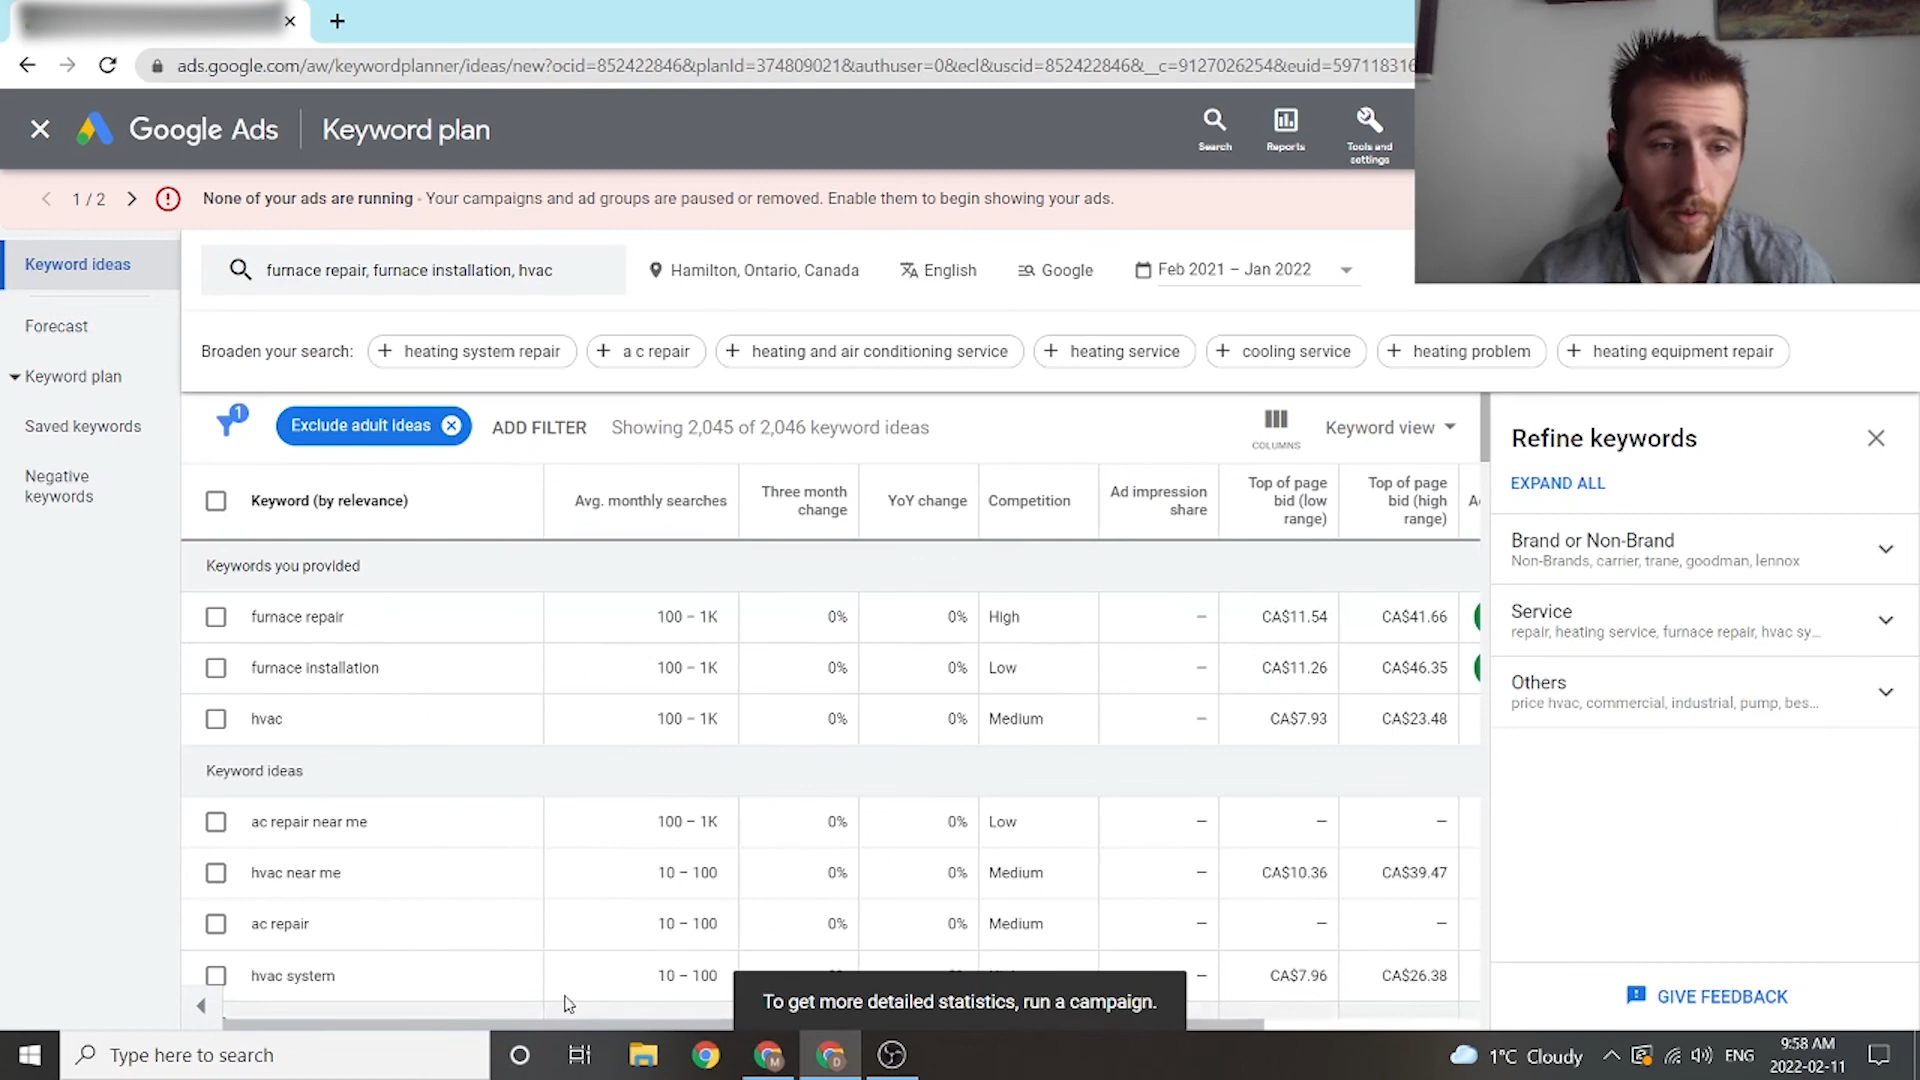 ads.google.com/aw/keywordplanner/ideas/new?ocid=852422846&planId=374809021&authuser=0&ecl&uscid=852422846&__c=9127026254&euid=597118316
Google Ads
Keyword plan
Search
Reports
Tools and
settings
1 / 2
None of your ads are running - Your campaigns and ad groups are paused or removed. Enable them to begin showing your ads.
Keyword ideas
Forecast
Keyword plan
Saved keywords
Negative
keywords
furnace repair, furnace installation, hvac
Hamilton, Ontario, Canada
English
Google
Feb 2021 – Jan 2022
Broaden your search:
heating system repair
a c repair
heating and air conditioning service
heating service
cooling service
heating problem
heating equipment repair
1
Exclude adult ideas
ADD FILTER
Showing 2,045 of 2,046 keyword ideas
COLUMNS
Keyword view
Keyword (by relevance) Avg. monthly searches Three month change YoY change Competition Ad impression share Top of page bid (low range) Top of page bid (high range)
Keywords you provided
furnace repair 100 – 1K 0% 0% High – CA$11.54 CA$41.66
furnace installation 100 – 1K 0% 0% Low – CA$11.26 CA$46.35
hvac 100 – 1K 0% 0% Medium – CA$7.93 CA$23.48
Keyword ideas
ac repair near me 100 – 1K 0% 0% Low – – –
hvac near me 10 – 100 0% 0% Medium – CA$10.36 CA$39.47
ac repair 10 – 100 0% 0% Medium – – –
hvac system 10 – 100 – CA$7.96 CA$26.38
To get more detailed statistics, run a campaign.
Refine keywords
EXPAND ALL
Brand or Non-Brand
Non-Brands, carrier, trane, goodman, lennox
Service
repair, heating service, furnace repair, hvac sy...
Others
price hvac, commercial, industrial, pump, bes...
GIVE FEEDBACK
Type here to search
M
D
1°C Cloudy
ENG
9:58 AM
2022-02-11